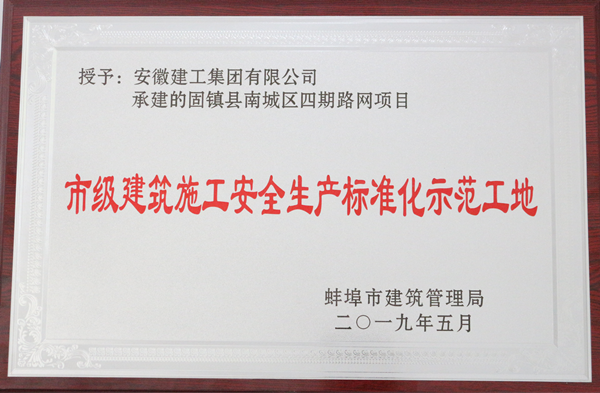 授予：安徽建工集团有限公司
承建的固镇县南城区四期路网项目
市级建筑施工安全生产标准化示范工地
蚌埠市建筑管理局
二〇一九年五月